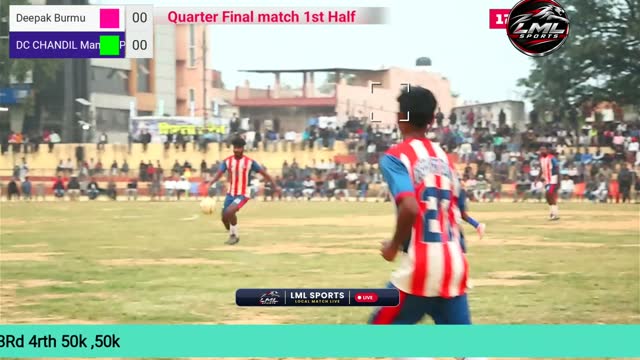 Deepak Burmu 00
Quarter Final match 1st Half
LML
SPORTS
DC CHANDIL Man P 00
27
LML SPORTS LIVE
LOCAL MATCH LIVE
3Rd 4rth 50k ,50k